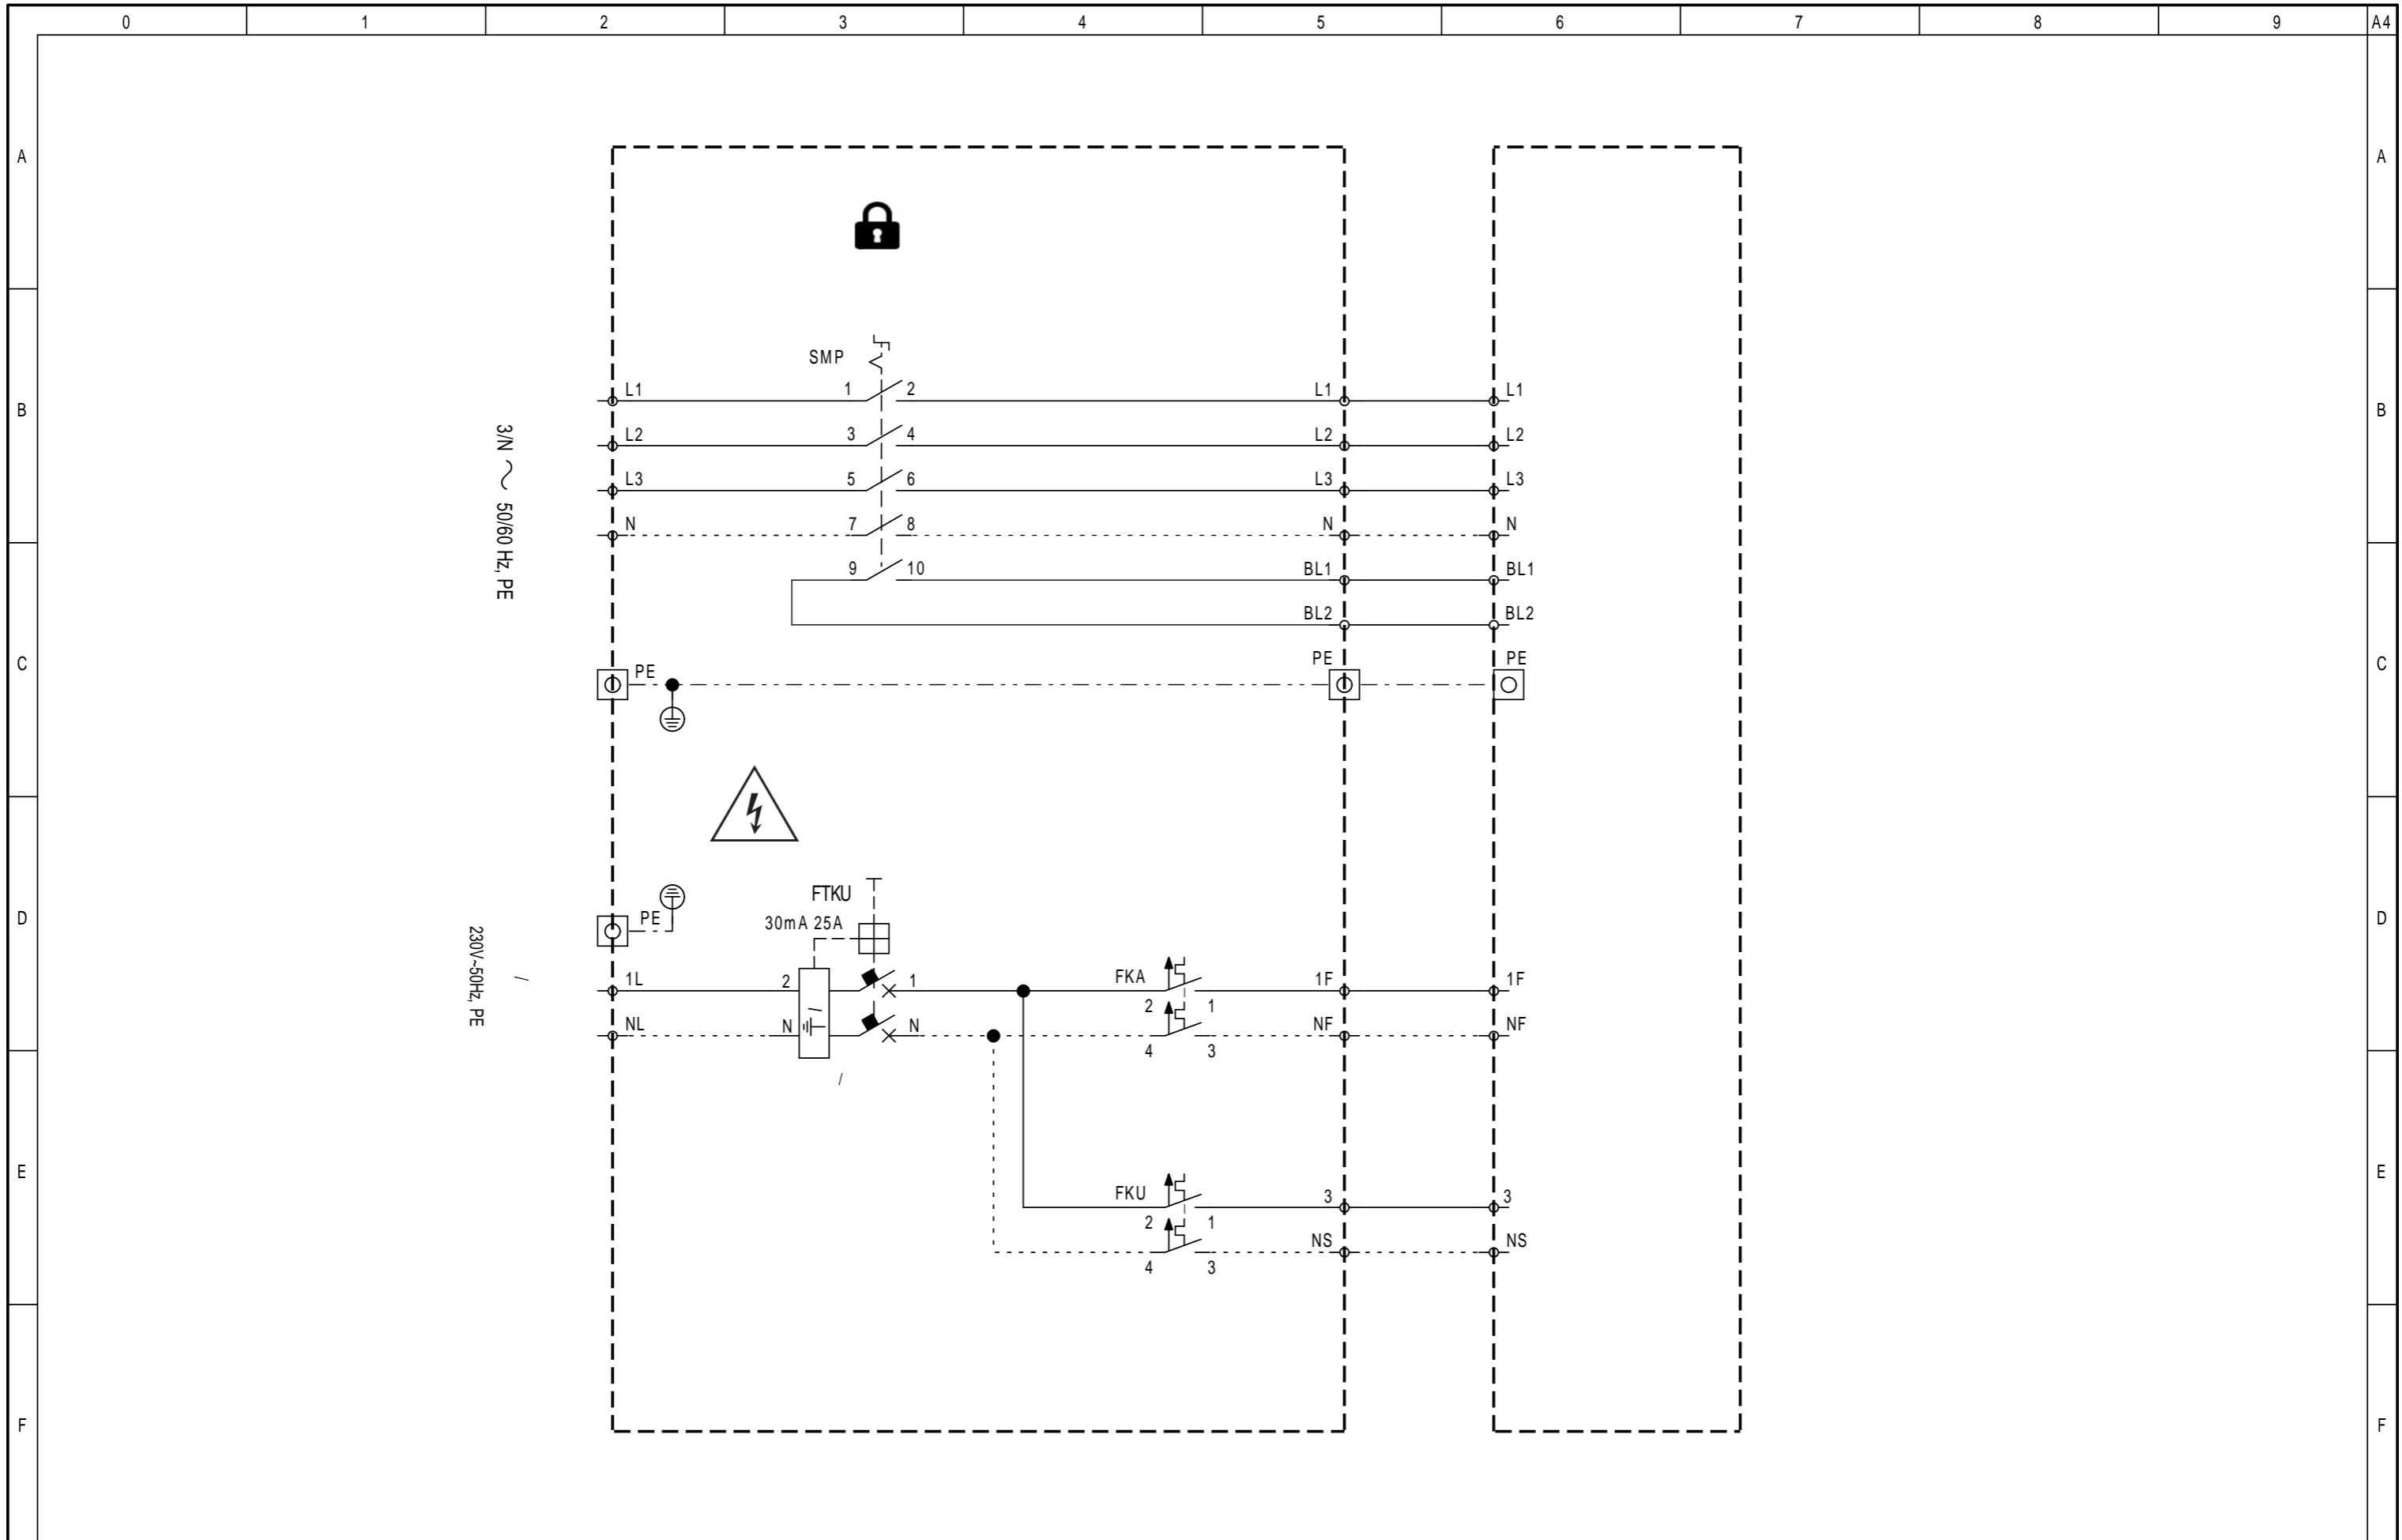 0 1 2 3 4 5 6 7 8 9 A4
A A
SMP
L1 1 2 L1 L1
B B
L2 3 4 L2 L2
L3 5 6 L3 L3
N 7 8 N N
3/N ~ 50/60 Hz, PE
9 10 BL1 BL1
BL2 BL2
C PE PE PE C
FTKU
D PE 30mA 25A D
1L 2 1 FKA 1F 1F
2 1
NL N N NF NF
4 3
230V~50Hz, PE
/
/
/
E E
FKU 3 3
2 1
NS NS
4 3
F F